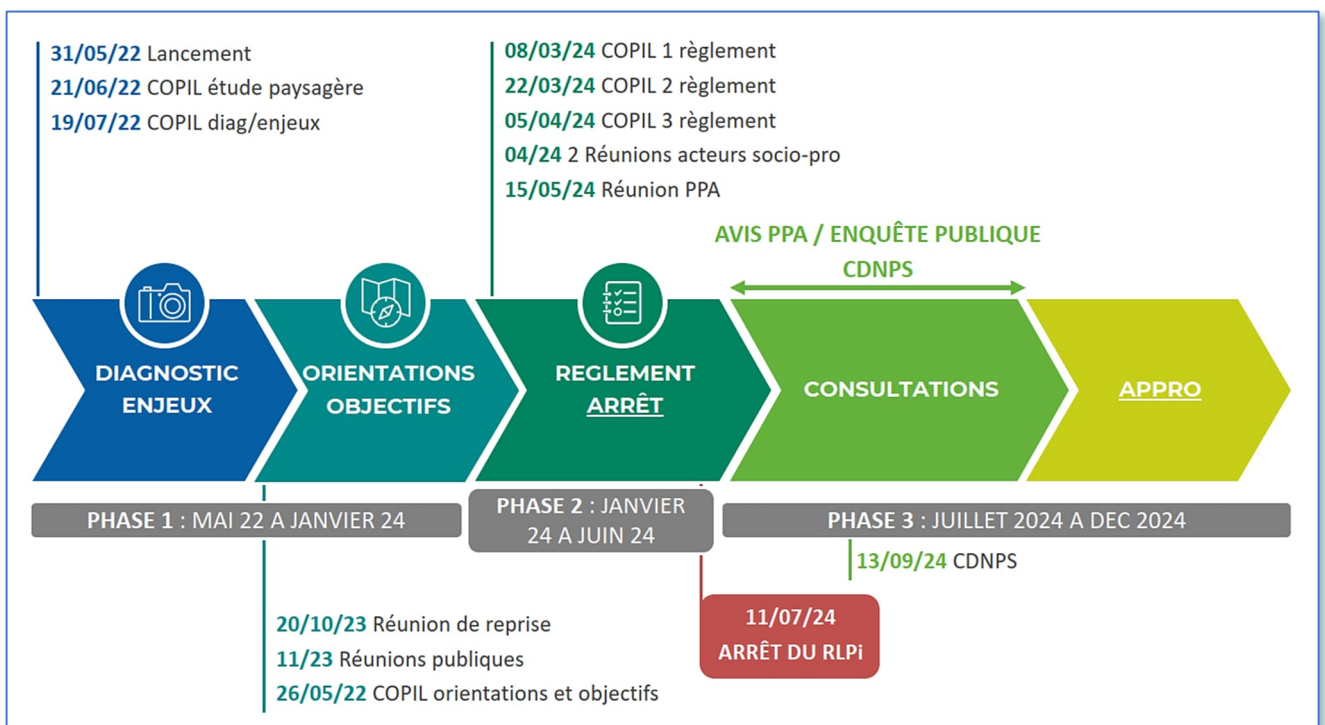 31/05/22 Lancement
21/06/22 COPIL étude paysagère
19/07/22 COPIL diag/enjeux
08/03/24 COPIL 1 règlement
22/03/24 COPIL 2 règlement
05/04/24 COPIL 3 règlement
04/24 2 Réunions acteurs socio-pro
15/05/24 Réunion PPA
AVIS PPA / ENQUÊTE PUBLIQUE
CDNPS
DIAGNOSTIC
ENJEUX
ORIENTATIONS
OBJECTIFS
REGLEMENT
ARRÊT
CONSULTATIONS
APPRO
PHASE 1 : MAI 22 A JANVIER 24
PHASE 2 : JANVIER
24 A JUIN 24
PHASE 3 : JUILLET 2024 A DEC 2024
13/09/24 CDNPS
20/10/23 Réunion de reprise
11/23 Réunions publiques
26/05/22 COPIL orientations et objectifs
11/07/24
ARRÊT DU RLPi